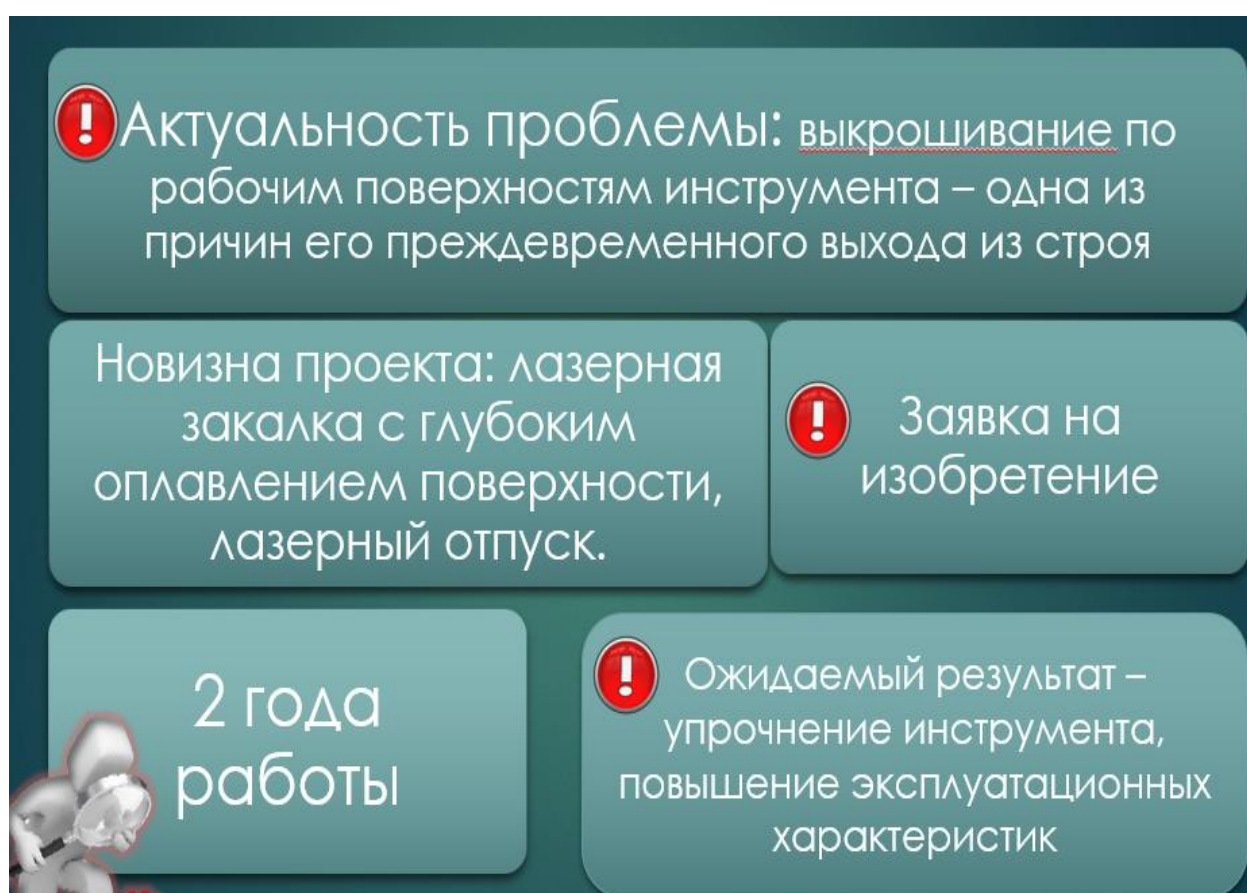 Актуальность проблемы: выкрошивание по
рабочим поверхностям инструмента – одна из
причин его преждевременного выхода из строя
Новизна проекта: лазерная
закалка с глубоким
оплавлением поверхности,
лазерный отпуск.
Заявка на
изобретение
2 года
работы
Ожидаемый результат –
упрочнение инструмента,
повышение эксплуатационных
характеристик